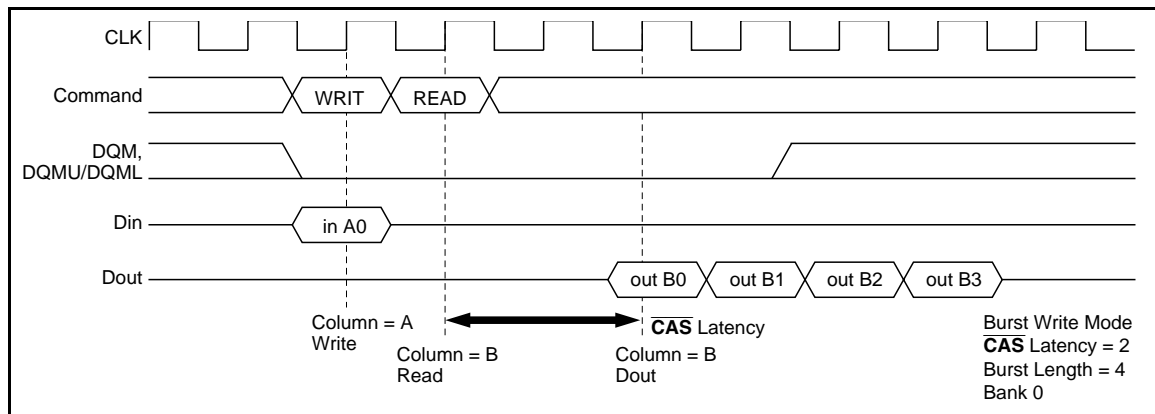 CLK
Command
WRIT
READ
DQM,
DQMU/DQML
Din
in A0
Dout
out B0
out B1
out B2
out B3
Column = A
Write
CAS Latency
Column = B
Read
Column = B
Dout
Burst Write Mode
CAS Latency = 2
Burst Length = 4
Bank 0